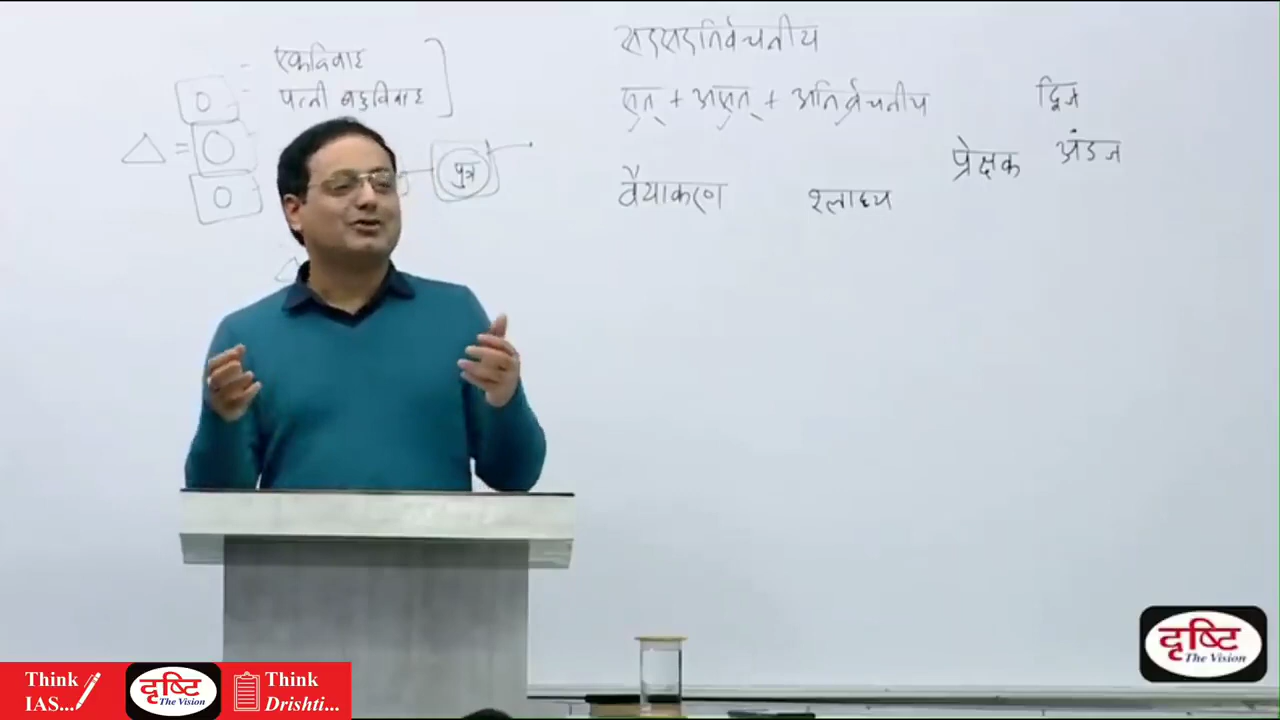 एकविवाह
पत्नी बहुविवाह
पुत्र
सदसदनिर्वचनीय
सत् + असत् + अनिर्वचनीय
द्विज
प्रेक्षक
अंडज
वैयाकरण
श्लाघ्य
दृष्टि
The Vision
Think
IAS...
दृष्टि
The Vision
Think
Drishti...